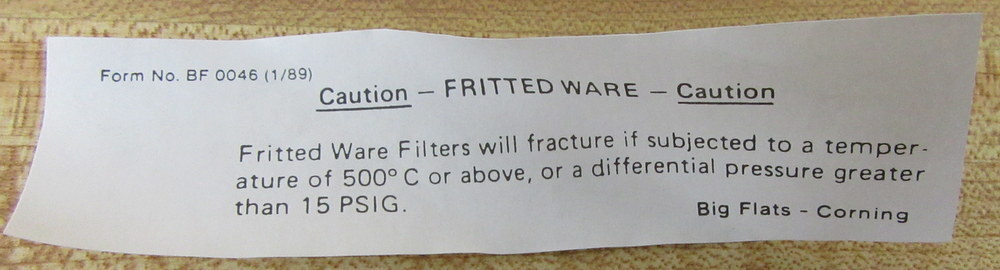 Form No. BF 0046 (1/89)
Caution – FRITTED WARE – Caution
Fritted Ware Filters will fracture if subjected to a temper-
ature of 500° C or above, or a differential pressure greater
than 15 PSIG.
Big Flats - Corning